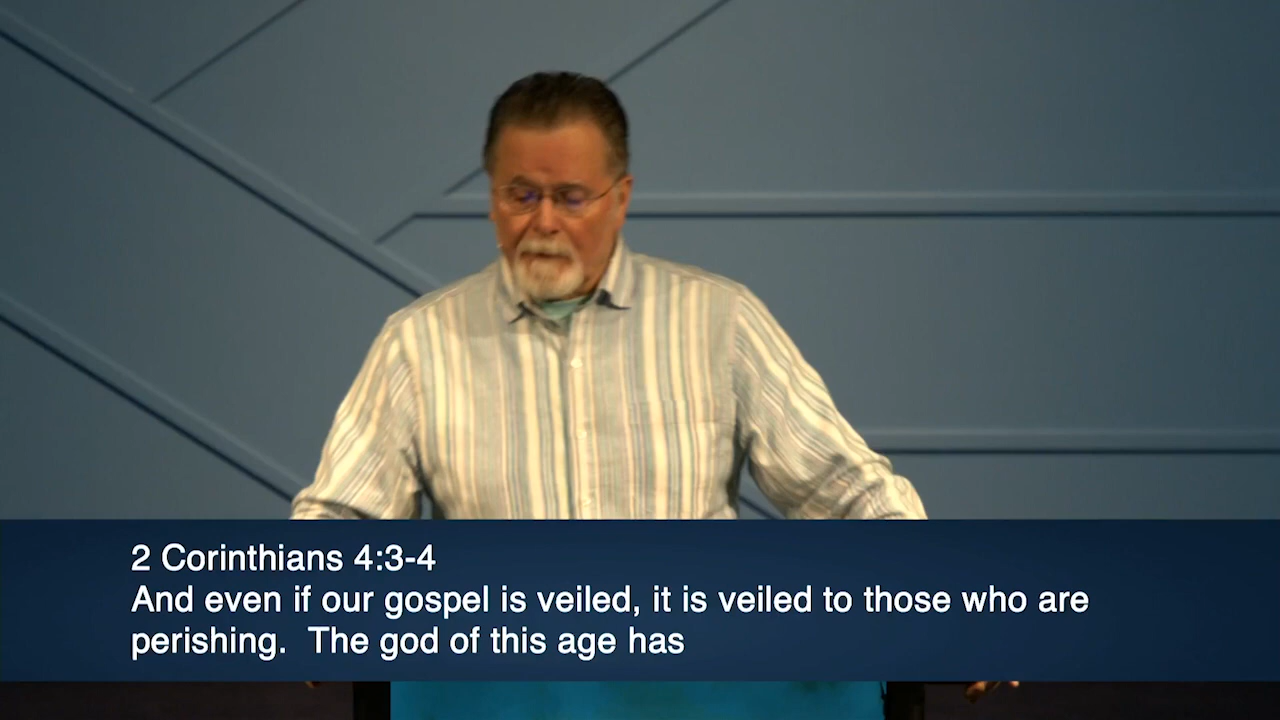 2 Corinthians 4:3-4
And even if our gospel is veiled, it is veiled to those who are
perishing.  The god of this age has